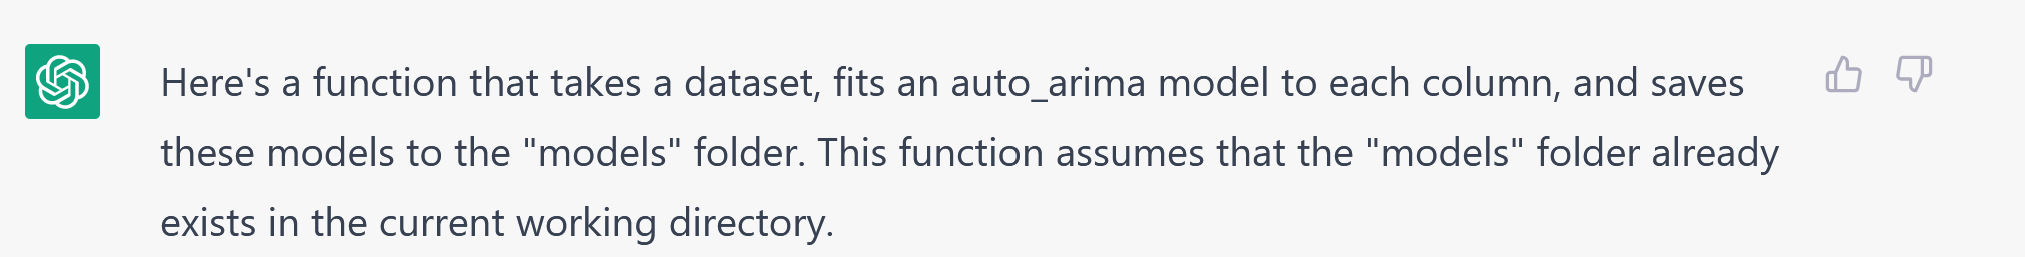 Here's a function that takes a dataset, fits an auto_arima model to each column, and saves
these models to the "models" folder. This function assumes that the "models" folder already
exists in the current working directory.